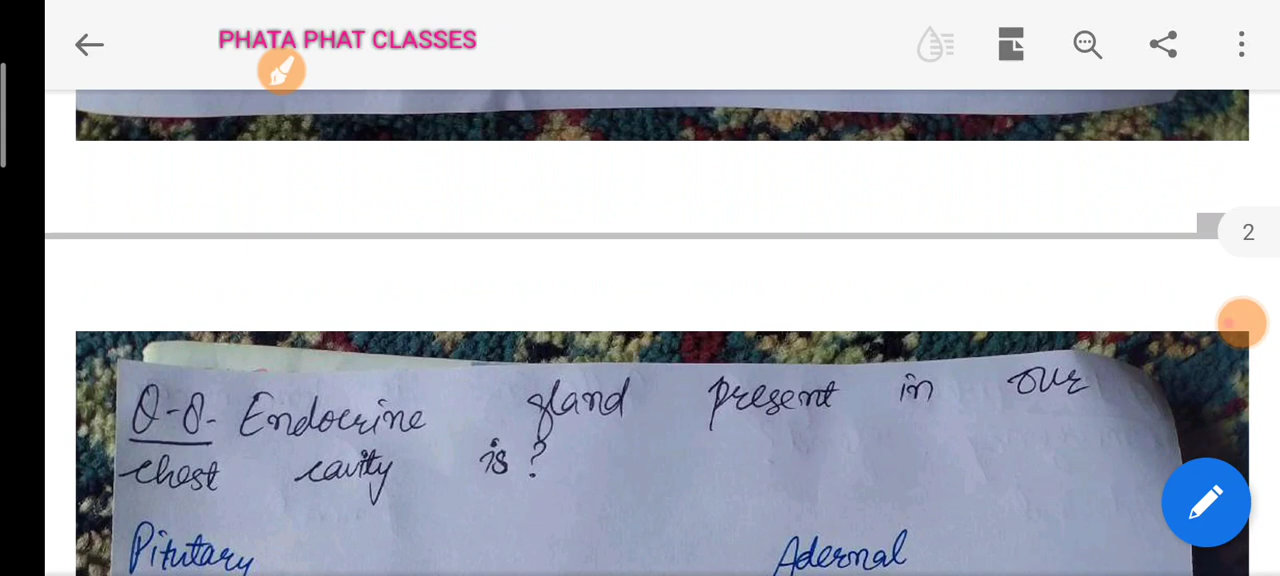 PHATA PHAT CLASSES
2
Q-8- Endocrine gland present in our
chest cavity is?
Pitutary Adernal